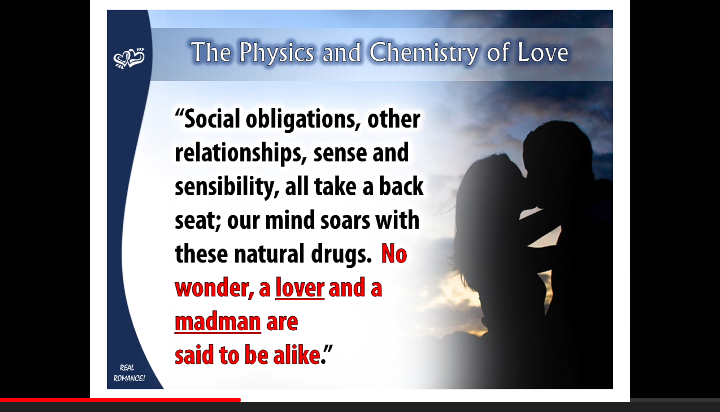 The Physics and Chemistry of Love
“Social obligations, other
relationships, sense and
sensibility, all take a back
seat; our mind soars with
these natural drugs. No
wonder, a lover and a
madman are
said to be alike.”
REAL
ROMANCE!